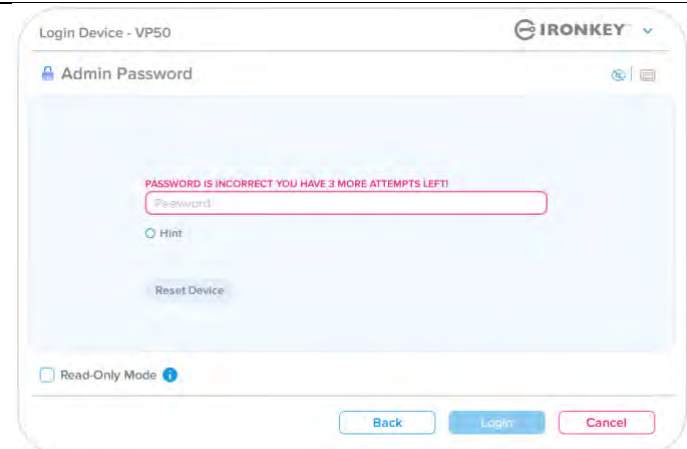 Login Device - VP50
IRONKEY
Admin Password
PASSWORD IS INCORRECT YOU HAVE 3 MORE ATTEMPTS LEFT!
Password
Hint
Reset Device
Read-Only Mode
Back Login Cancel